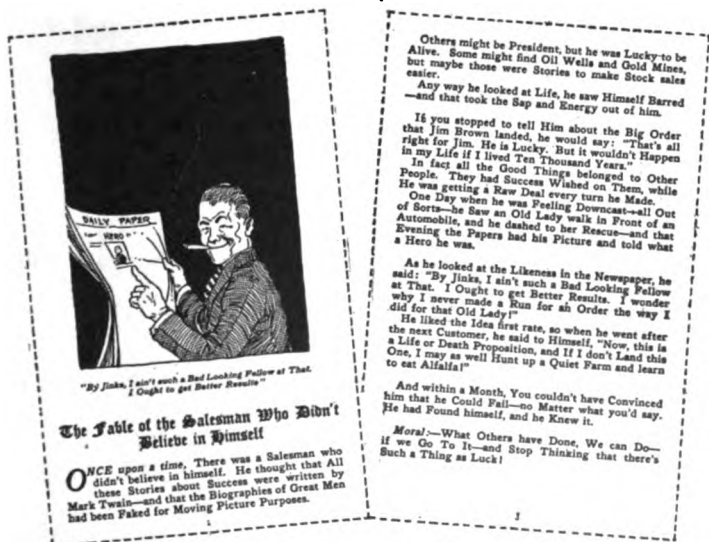 DAILY PAPER
HERO
"By Jinks, I ain't such a Bad Looking Fellow at That.
I Ought to get Better Results"
The Fable of the Salesman Who Didn't
Believe in Himself
ONCE upon a time, There was a Salesman who
didn't believe in himself. He thought that All
these Stories about Success were written by
Mark Twain—and that the Biographies of Great Men
had been Faked for Moving Picture Purposes.
Others might be President, but he was Lucky to be
Alive. Some might find Oil Wells and Gold Mines,
but maybe those were Stories to make Stock sales
easier.
Any way he looked at Life, he saw Himself Barred
—and that took the Sap and Energy out of him.
If you stopped to tell Him about the Big Order
that Jim Brown landed, he would say: "That's all
right for Jim. He is Lucky. But it wouldn't Happen
in my Life if I lived Ten Thousand Years."
In fact all the Good Things belonged to Other
People. They had Success Wished on Them, while
He was getting a Raw Deal every turn he Made.
One Day when he was Feeling Downcast—all Out
of Sorts—he Saw an Old Lady walk in Front of an
Automobile, and he dashed to her Rescue—and that
Evening the Papers had his Picture and told what
a Hero he was.
As he looked at the Likeness in the Newspaper, he
said: "By Jinks, I ain't such a Bad Looking Fellow
at That. I Ought to get Better Results. I wonder
why I never made a Run for an Order the way I
did for that Old Lady!"
He liked the Idea first rate, so when he went after
the next Customer, he said to Himself, "Now, this is
a Life or Death Proposition, and If I don't Land this
One, I may as well Hunt up a Quiet Farm and learn
to eat Alfalfa!"
And within a Month, You couldn't have Convinced
him that he Could Fail—no Matter what you'd say.
He had Found himself, and he Knew it.
Moral:—What Others have Done, We can Do—
if we Go To It—and Stop Thinking that there's
Such a Thing as Luck!